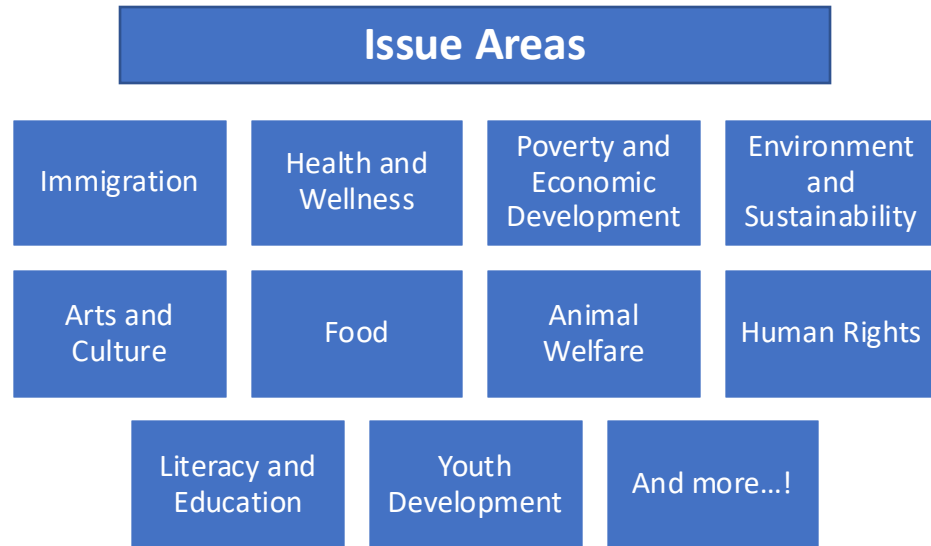 Issue Areas
Immigration
Health and
Wellness
Poverty and
Economic
Development
Environment
and
Sustainability
Arts and
Culture
Food
Animal
Welfare
Human Rights
Literacy and
Education
Youth
Development
And more…!